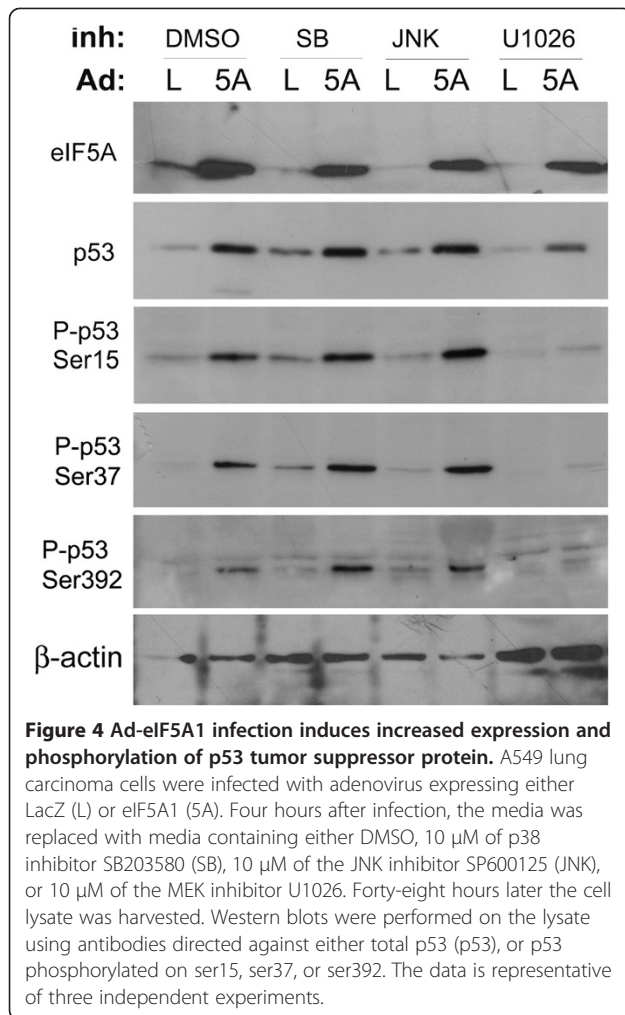 inh: DMSO SB JNK U1026
Ad: L 5A L 5A L 5A L 5A
eIF5A
p53
P-p53
Ser15
P-p53
Ser37
P-p53
Ser392
β-actin
Figure 4 Ad-eIF5A1 infection induces increased expression and
phosphorylation of p53 tumor suppressor protein. A549 lung
carcinoma cells were infected with adenovirus expressing either
LacZ (L) or eIF5A1 (5A). Four hours after infection, the media was
replaced with media containing either DMSO, 10 μM of p38
inhibitor SB203580 (SB), 10 μM of the JNK inhibitor SP600125 (JNK),
or 10 μM of the MEK inhibitor U1026. Forty-eight hours later the cell
lysate was harvested. Western blots were performed on the lysate
using antibodies directed against either total p53 (p53), or p53
phosphorylated on ser15, ser37, or ser392. The data is representative
of three independent experiments.